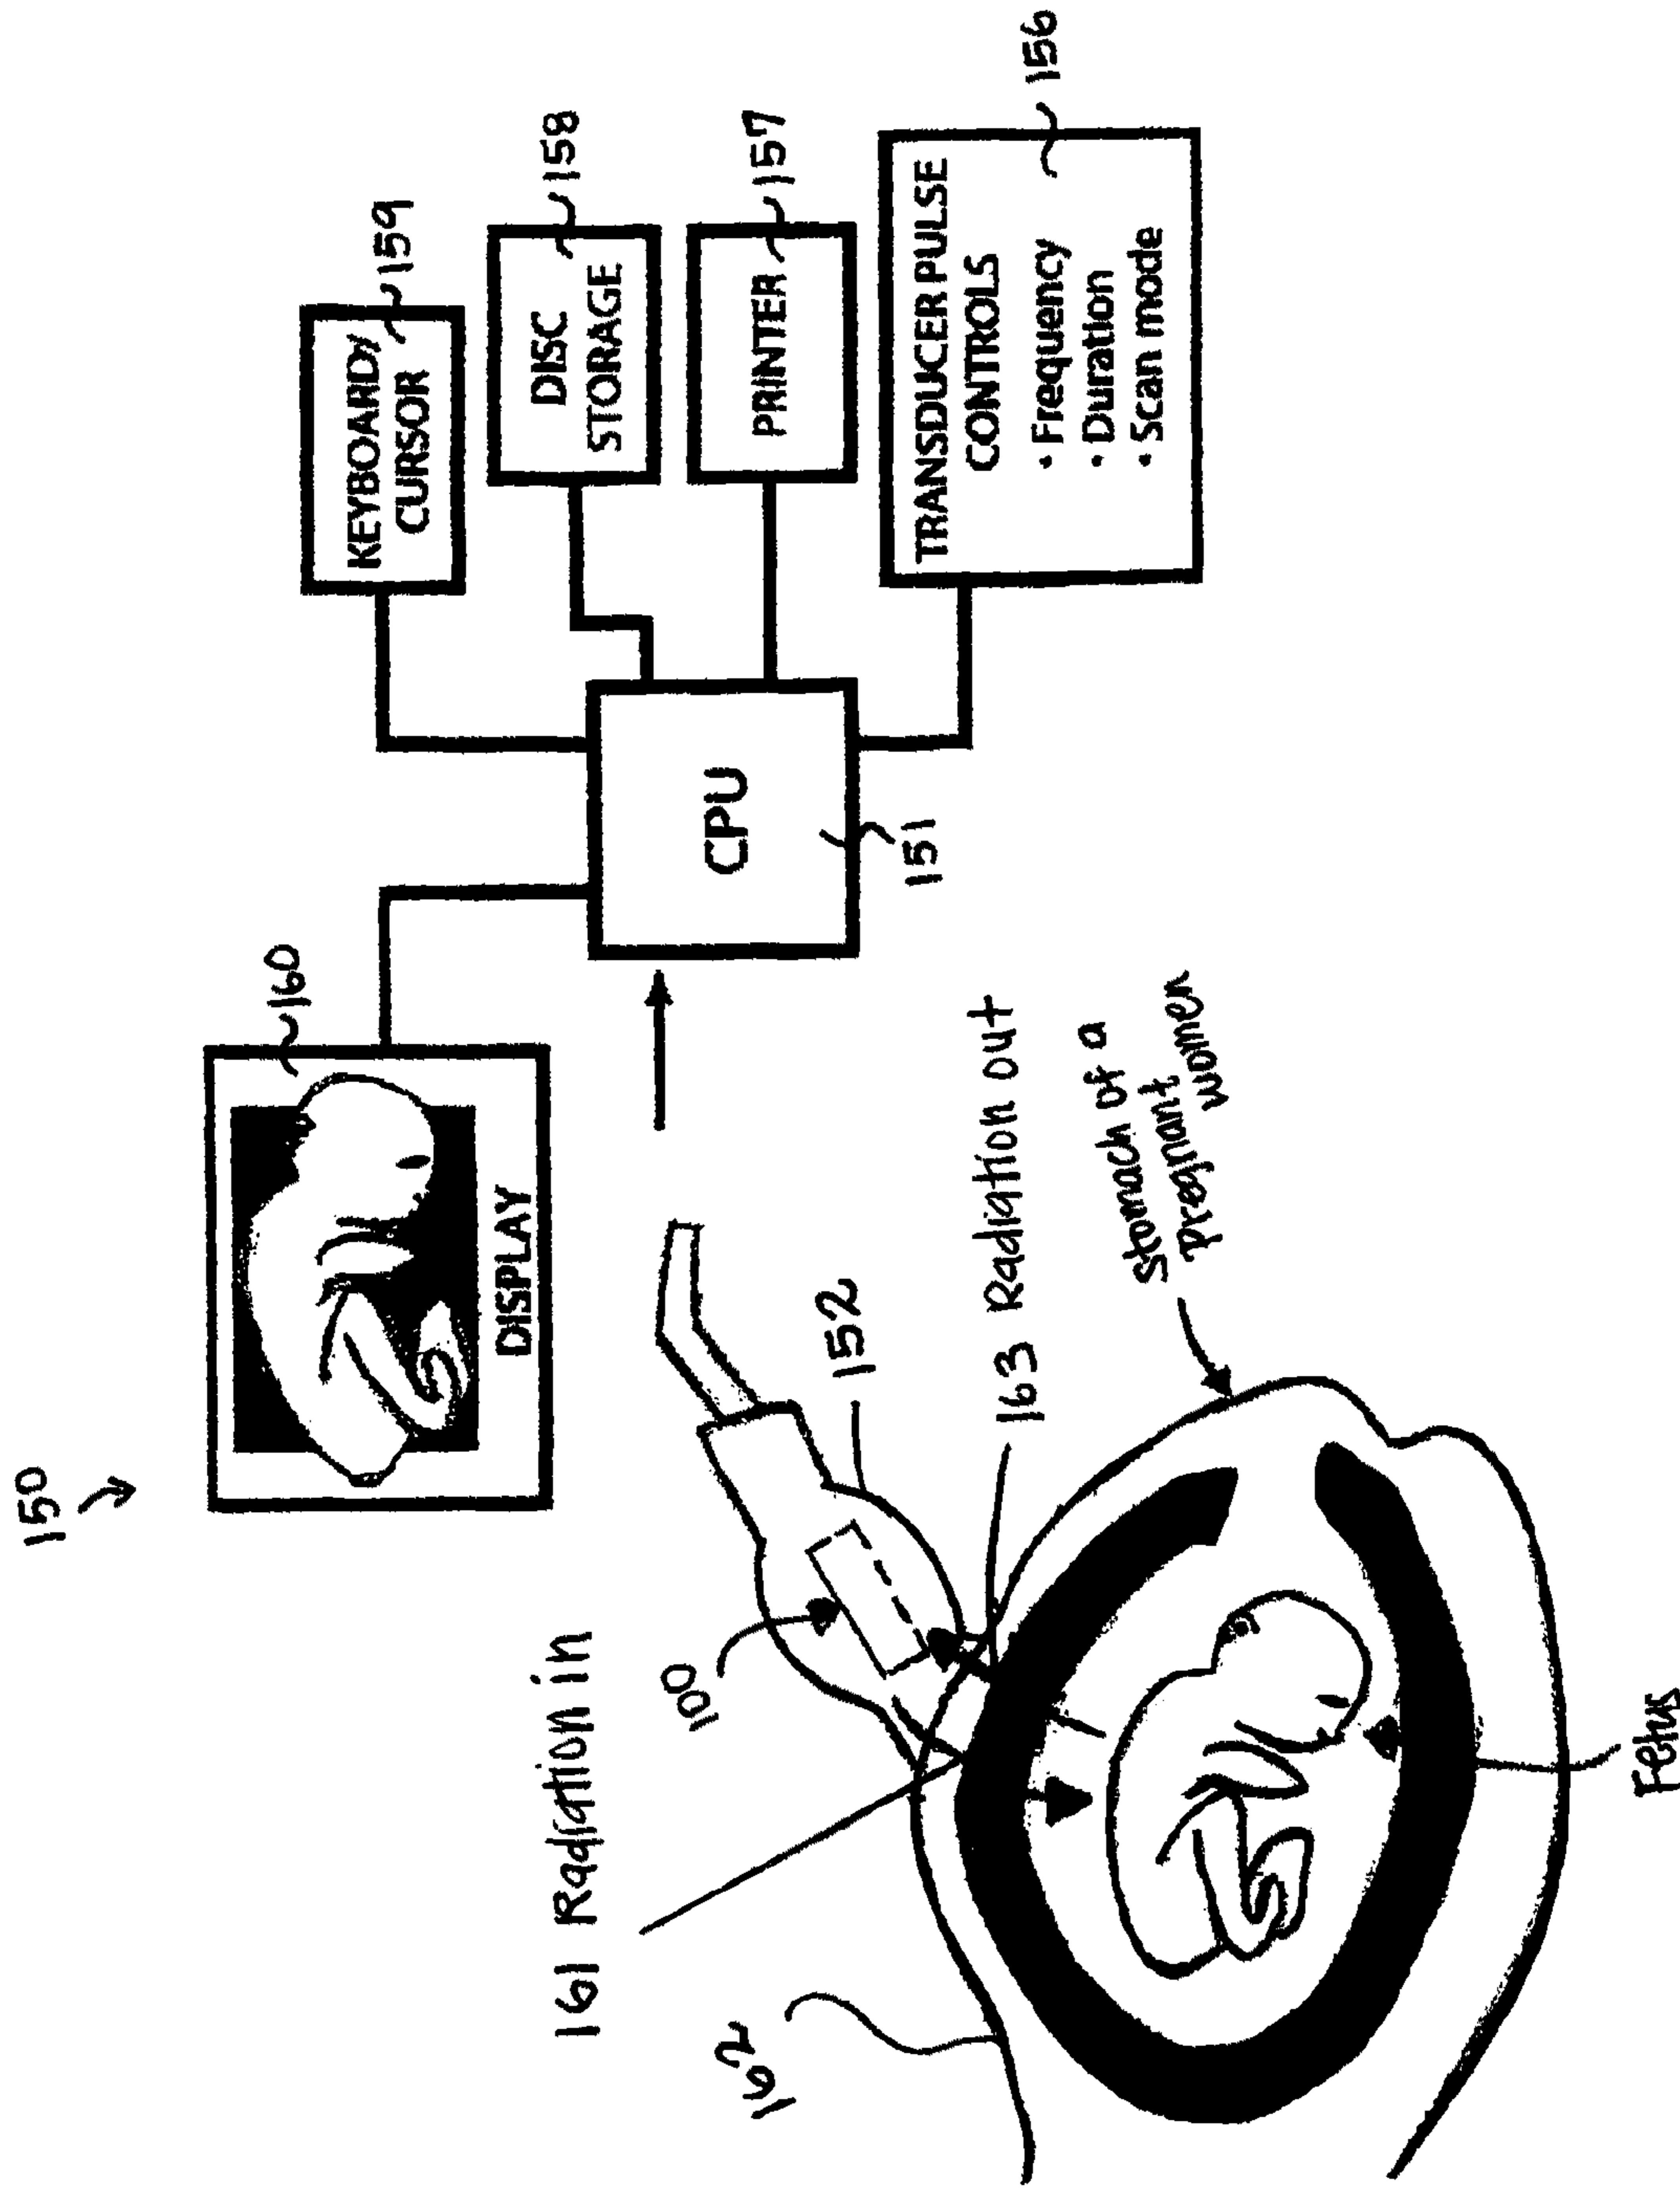 150
160
DISPLAY
KEYBOARD/
CURSOR
159
DISC
STORAGE
158
PRINTER
157
TRANSDUCER PULSE
CONTROLS
• Frequency
• Duration
• Scan mode
156
CPU
151
161 Radiation in
100
152
163 Radiation out
162
Stomach of a
pregnant women
Fetus